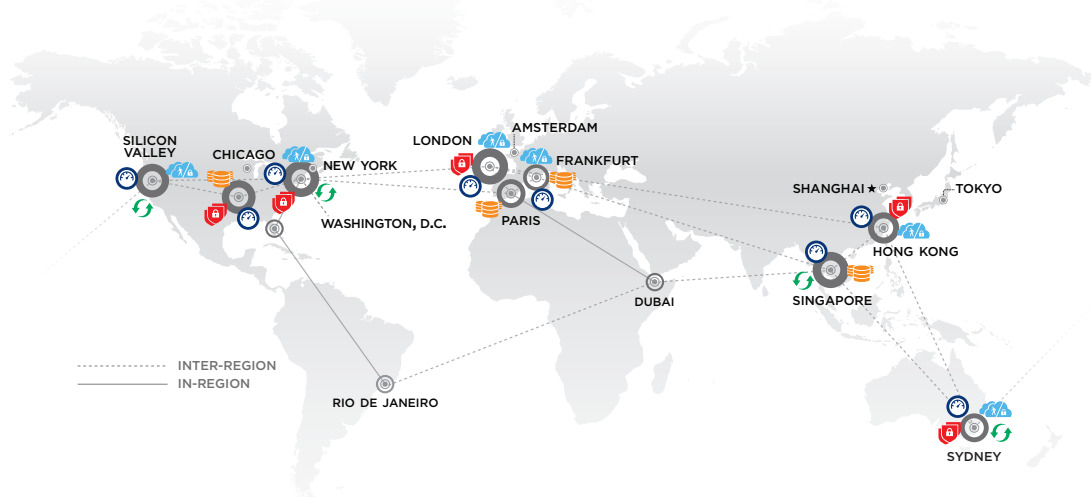 SILICON
VALLEY
CHICAGO
NEW YORK
WASHINGTON, D.C.
LONDON
AMSTERDAM
FRANKFURT
PARIS
SHANGHAI ★
TOKYO
HONG KONG
SINGAPORE
DUBAI
INTER-REGION
IN-REGION
RIO DE JANEIRO
SYDNEY